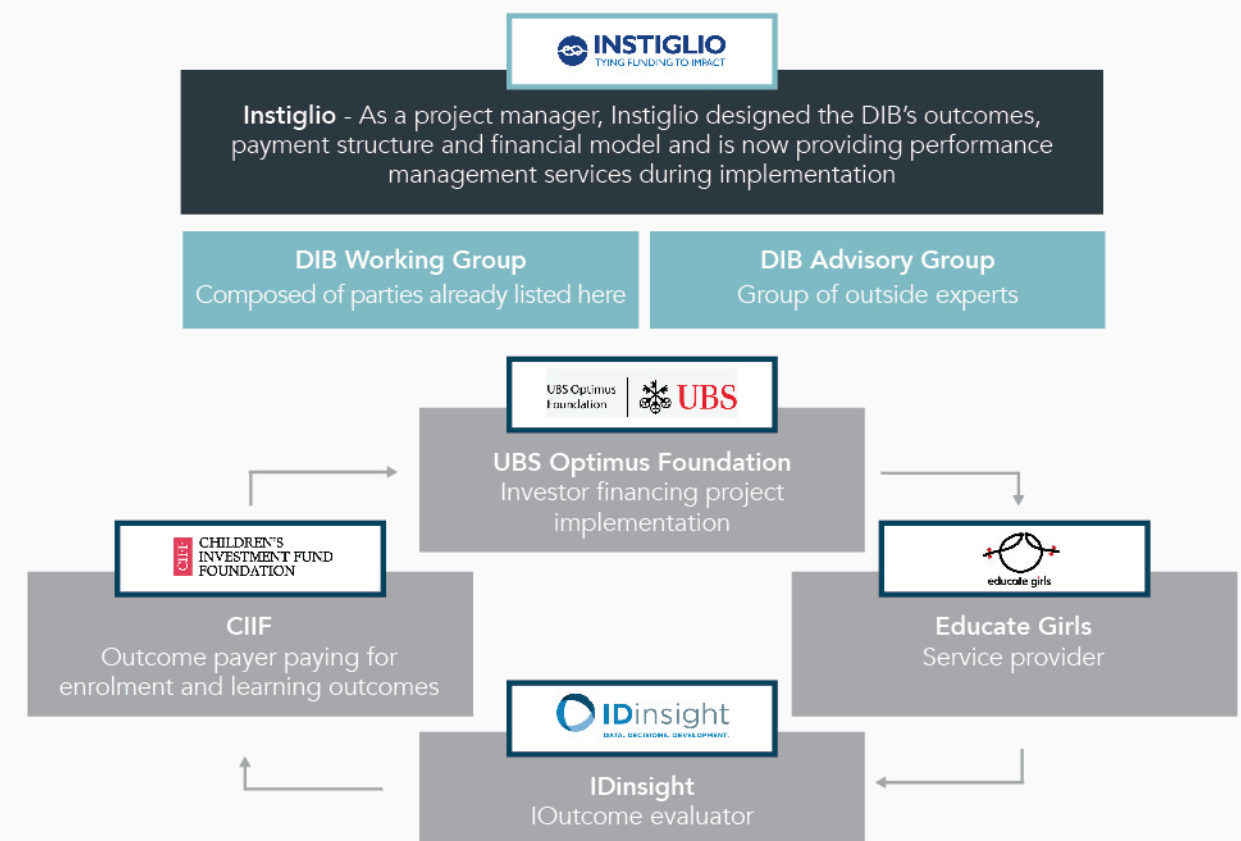 INSTIGLIO
TYING FUNDING TO IMPACT
Instiglio - As a project manager, Instiglio designed the DIB's outcomes,
payment structure and financial model and is now providing performance
management services during implementation
DIB Working Group
Composed of parties already listed here
DIB Advisory Group
Group of outside experts
UBS Optimus
Foundation
UBS
UBS Optimus Foundation
Investor financing project
implementation
CIFF
CHILDREN'S
INVESTMENT FUND
FOUNDATION
CIIF
Outcome payer paying for
enrolment and learning outcomes
educate girls
Educate Girls
Service provider
IDinsight
DATA. DECISIONS. DEVELOPMENT.
IDinsight
IOutcome evaluator